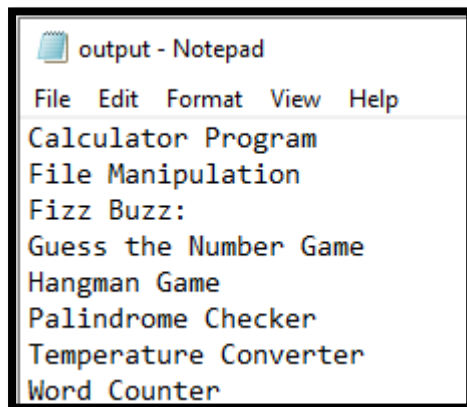 output - Notepad
File Edit Format View Help
Calculator Program
File Manipulation
Fizz Buzz:
Guess the Number Game
Hangman Game
Palindrome Checker
Temperature Converter
Word Counter